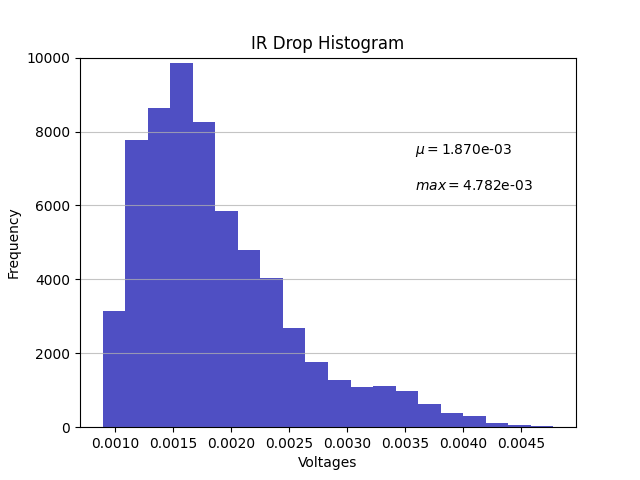 IR Drop Histogram
10000
8000
6000
4000
2000
0
Frequency
μ = 1.870e-03
max = 4.782e-03
0.0010 0.0015 0.0020 0.0025 0.0030 0.0035 0.0040 0.0045
Voltages